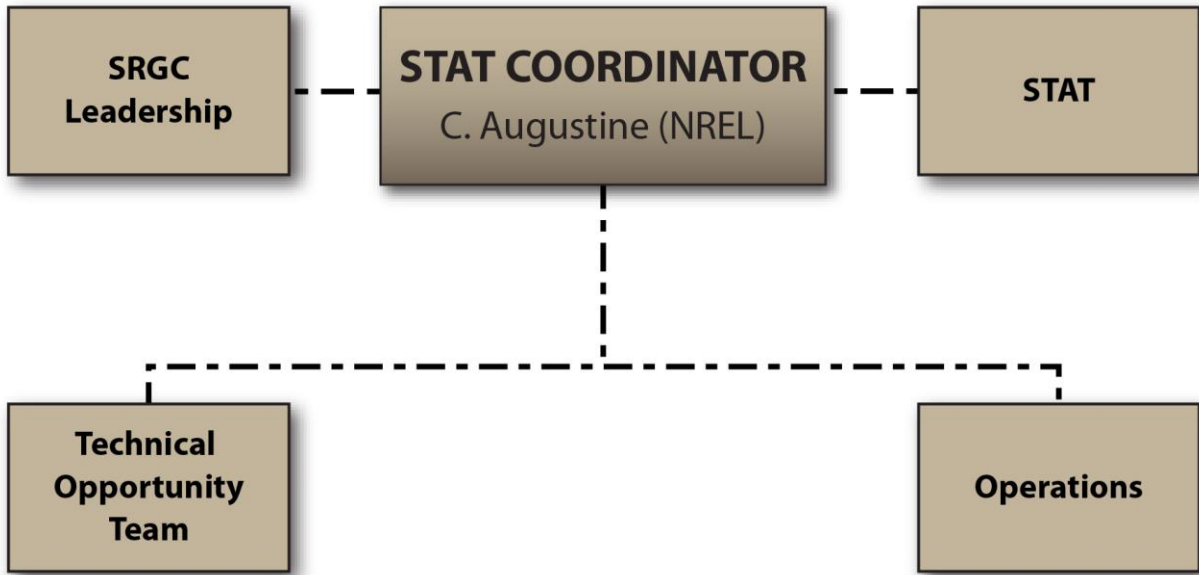 SRGC
Leadership
STAT COORDINATOR
C. Augustine (NREL)
STAT
Technical
Opportunity
Team
Operations